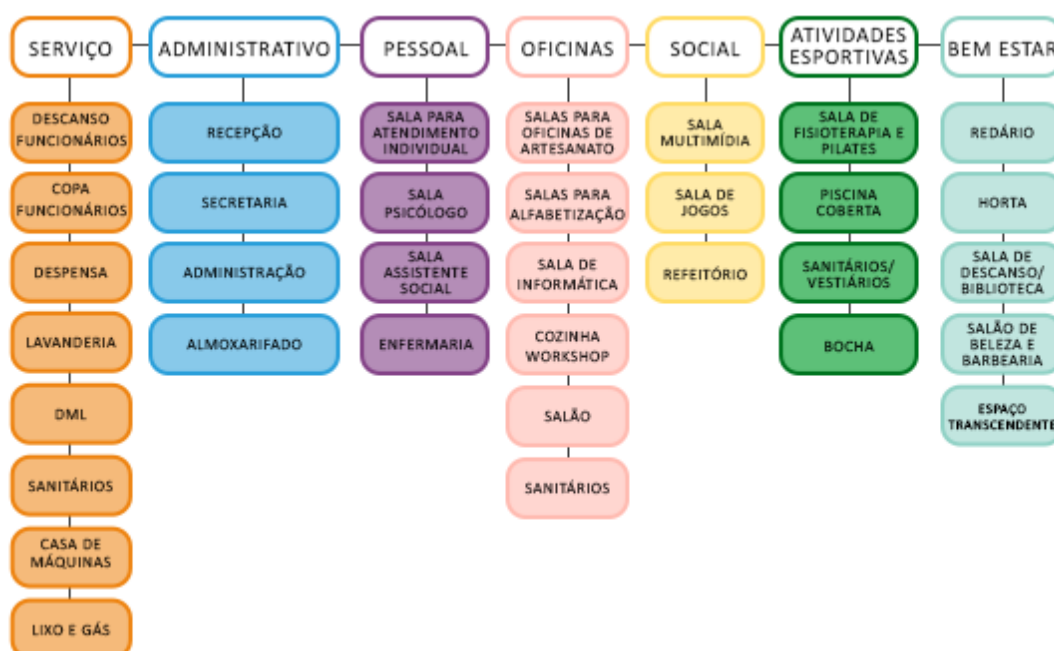 SERVIÇO
ADMINISTRATIVO
PESSOAL
OFICINAS
SOCIAL
ATIVIDADES
ESPORTIVAS
BEM ESTAR
DESCANSO
FUNCIONÁRIOS
COPA
FUNCIONÁRIOS
DESPENSA
LAVANDERIA
DML
SANITÁRIOS
CASA DE
MÁQUINAS
LIXO E GÁS
RECEPÇÃO
SECRETARIA
ADMINISTRAÇÃO
ALMOXARIFADO
SALA PARA
ATENDIMENTO
INDIVIDUAL
SALA
PSICÓLOGO
SALA
ASSISTENTE
SOCIAL
ENFERMARIA
SALAS PARA
OFICINAS DE
ARTESANATO
SALAS PARA
ALFABETIZAÇÃO
SALA DE
INFORMÁTICA
COZINHA
WORKSHOP
SALÃO
SANITÁRIOS
SALA
MULTIMÍDIA
SALA DE
JOGOS
REFEITÓRIO
SALA DE
FISIOTERAPIA E
PILATES
PISCINA
COBERTA
SANITÁRIOS/
VESTIÁRIOS
BOCHA
REDÁRIO
HORTA
SALA DE
DESCANSO/
BIBLIOTECA
SALÃO DE
BELEZA E
BARBEARIA
ESPAÇO
TRANSCENDENTE